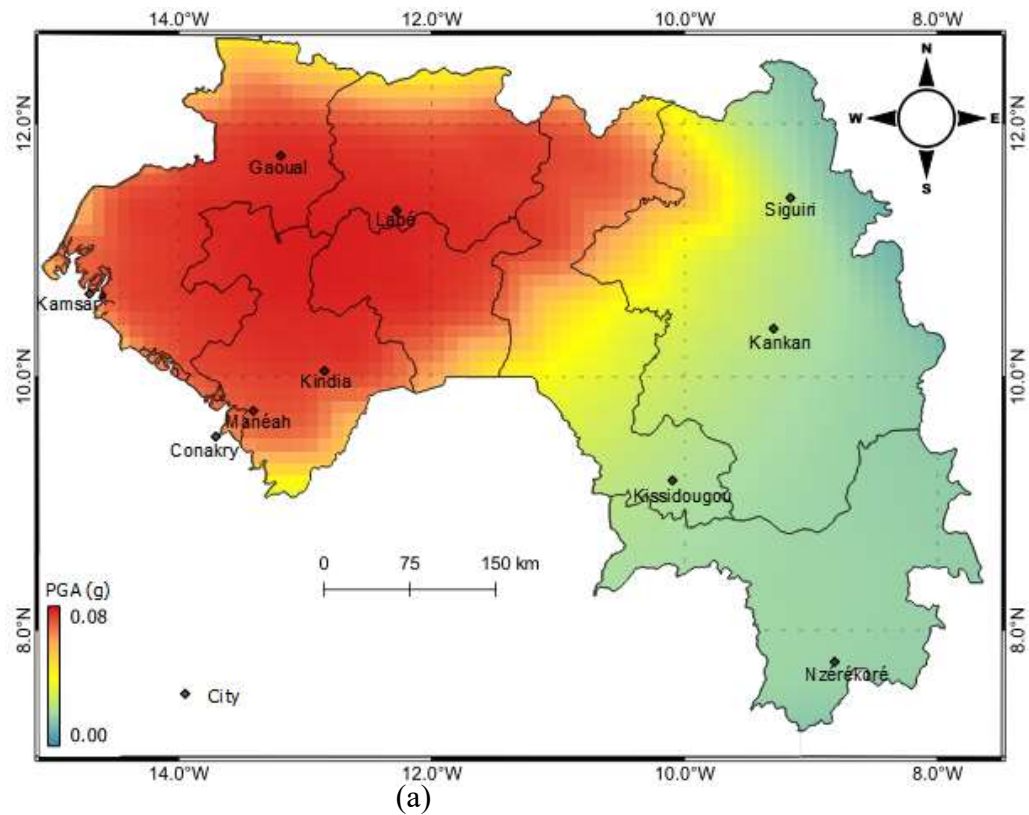 14.0°W 12.0°W 10.0°W 8.0°W
N
W E
S
12.0°N 12.0°N
Gaoual
Labé
Siguiri
Kamsar
Kankan
10.0°N 10.0°N
Kindia
Manéah
Conakry
Kissidougou
0 75 150 km
PGA (g)
0.08
8.0°N 8.0°N
Nzérékoré
City
0.00
14.0°W 12.0°W 10.0°W 8.0°W
(a)